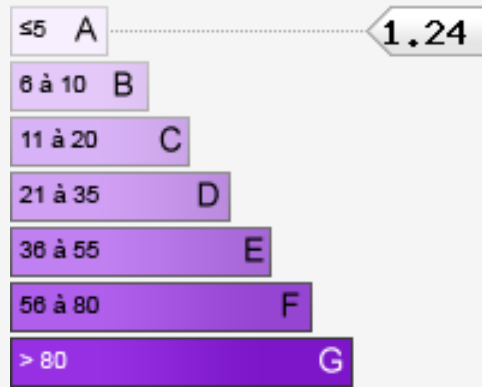 ≤5 A 1.24
6 à 10 B
11 à 20 C
21 à 35 D
36 à 55 E
56 à 80 F
> 80 G